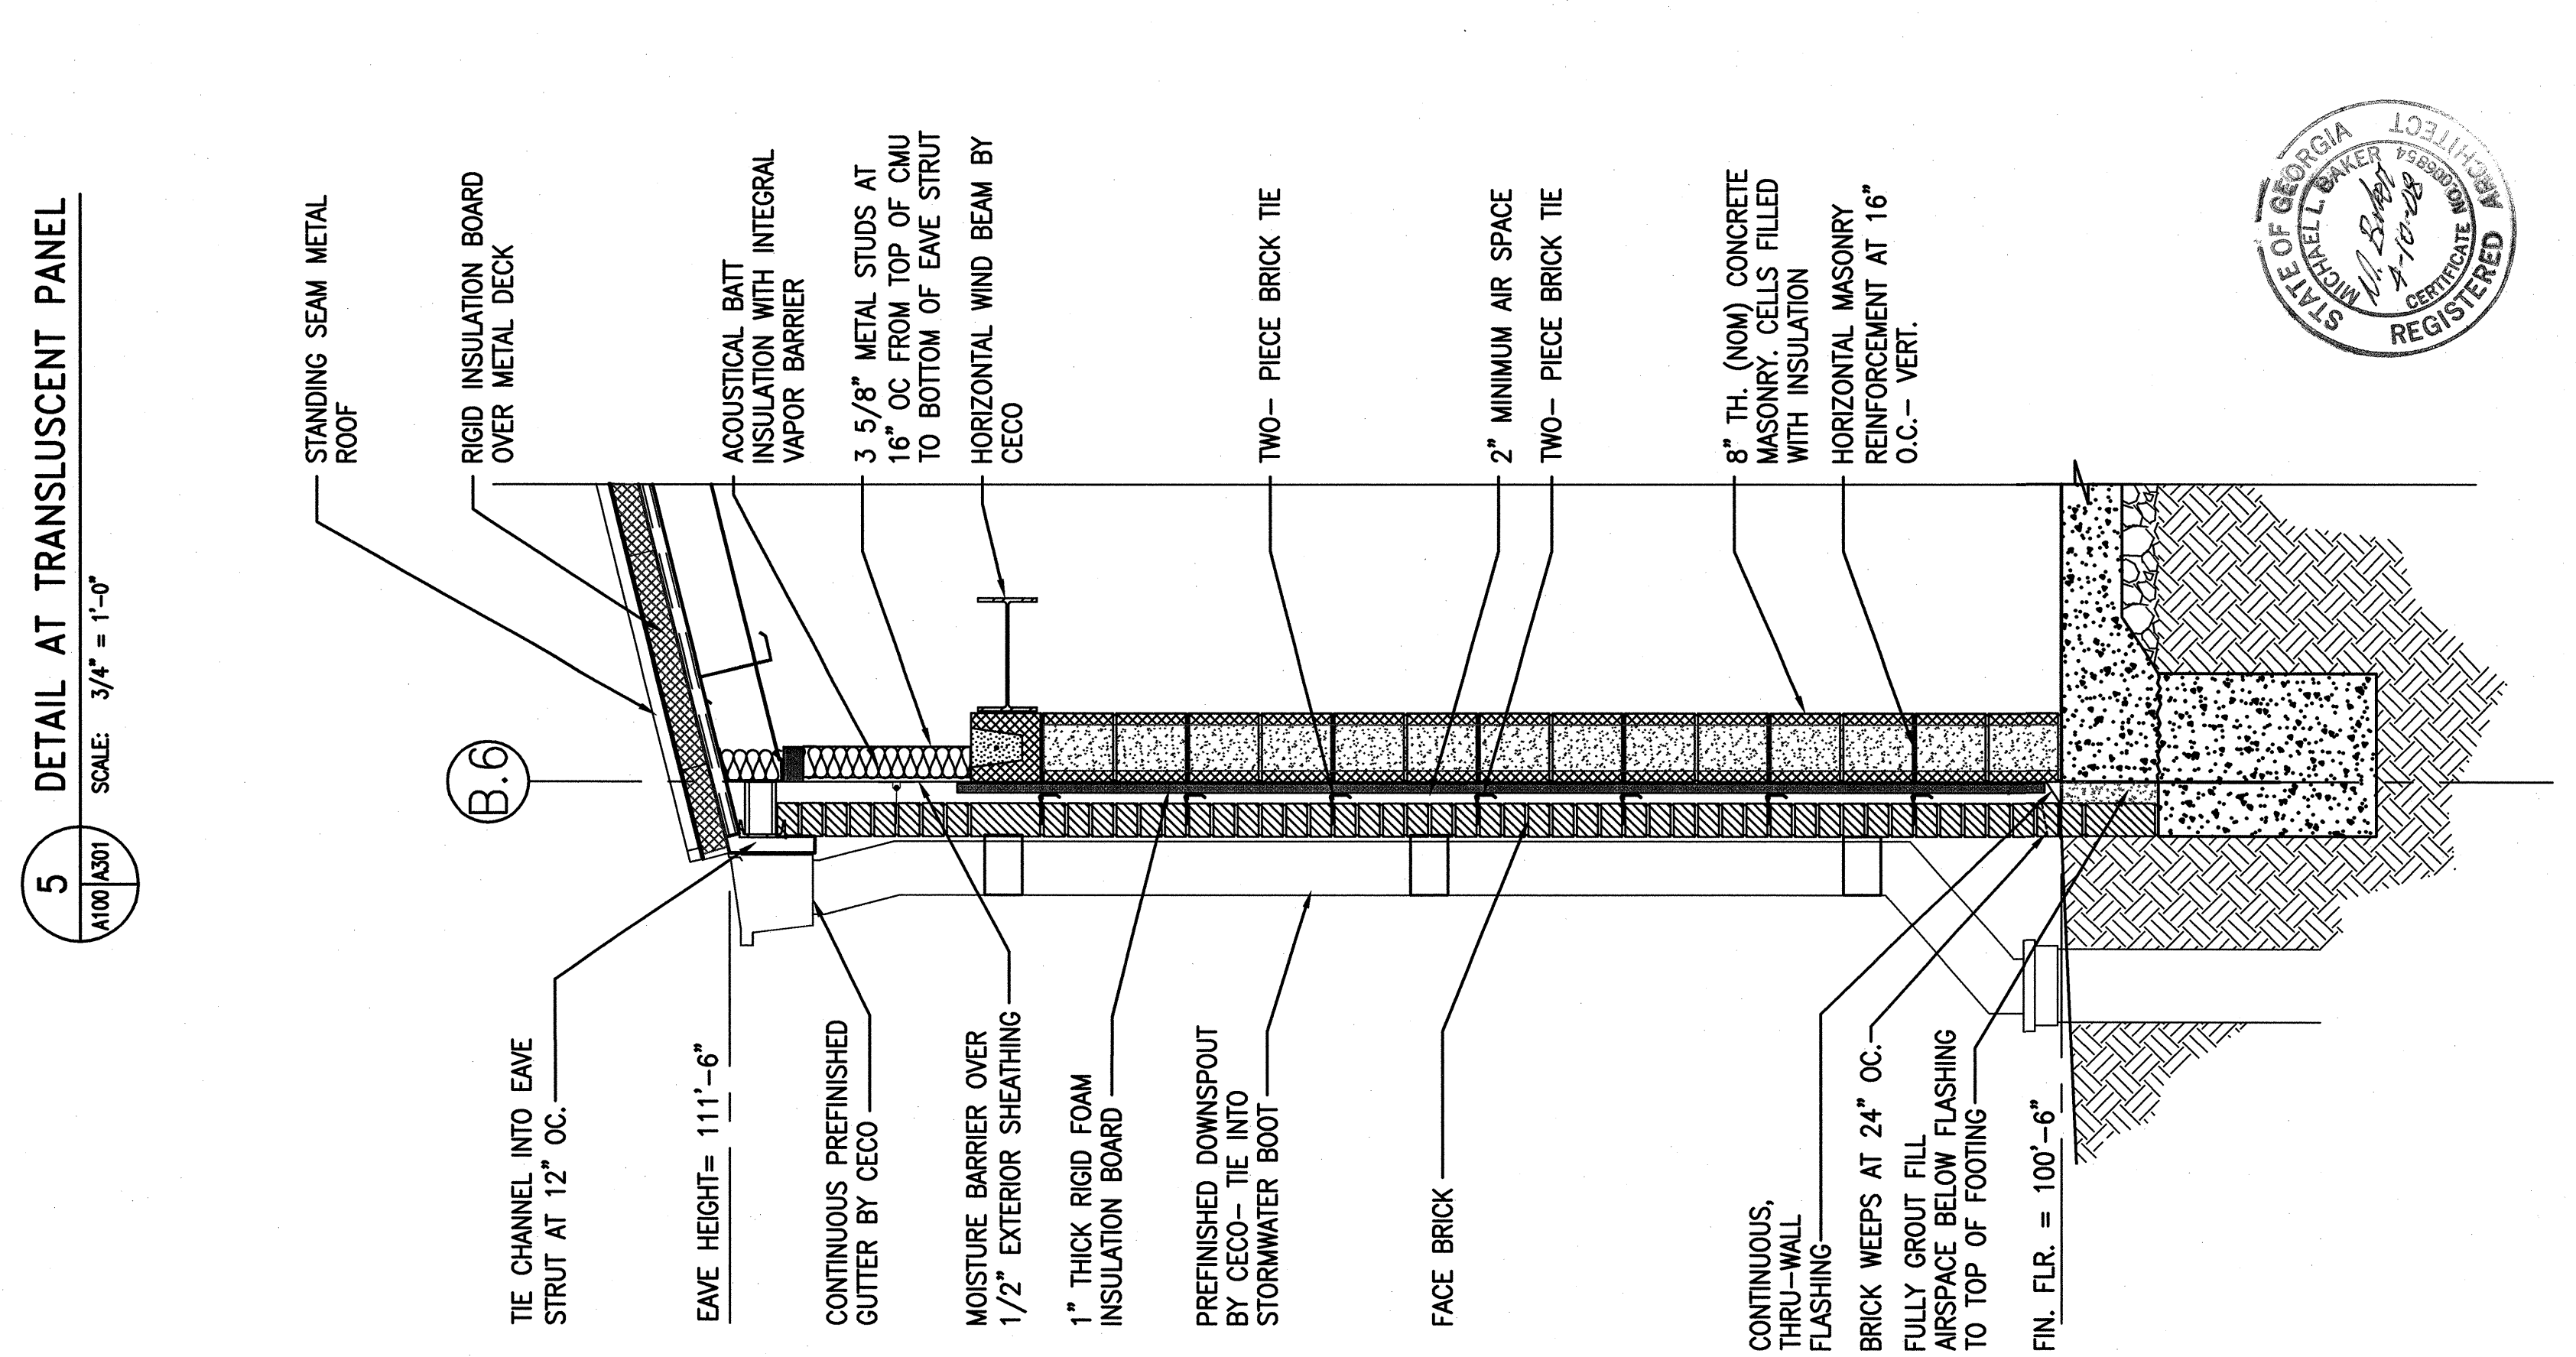 5
A100
A301
DETAIL AT TRANSLUSCENT PANEL
SCALE: 3/4" = 1'-0"
STANDING SEAM METAL
ROOF
RIGID INSULATION BOARD
OVER METAL DECK
ACOUSTICAL BATT
INSULATION WITH INTEGRAL
VAPOR BARRIER
3 5/8" METAL STUDS AT
16" OC FROM TOP OF CMU
TO BOTTOM OF EAVE STRUT
HORIZONTAL WIND BEAM BY
CECO
TWO- PIECE BRICK TIE
2" MINIMUM AIR SPACE
TWO- PIECE BRICK TIE
8" TH. (NOM) CONCRETE
MASONRY. CELLS FILLED
WITH INSULATION
HORIZONTAL MASONRY
REINFORCEMENT AT 16"
O.C.- VERT.
B.6
TIE CHANNEL INTO EAVE
STRUT AT 12" OC.
EAVE HEIGHT= 111'-6"
CONTINUOUS PREFINISHED
GUTTER BY CECO
MOISTURE BARRIER OVER
1/2" EXTERIOR SHEATHING
1" THICK RIGID FOAM
INSULATION BOARD
PREFINISHED DOWNSPOUT
BY CECO- TIE INTO
STORMWATER BOOT
FACE BRICK
CONTINUOUS,
THRU-WALL
FLASHING
BRICK WEEPS AT 24" OC.
FULLY GROUT FILL
AIRSPACE BELOW FLASHING
TO TOP OF FOOTING
FIN. FLR. = 100'-6"
STATE OF GEORGIA
MICHAEL L. BAKER
M. Baker
4-10-08
CERTIFICATE NO.006854
REGISTERED ARCHITECT